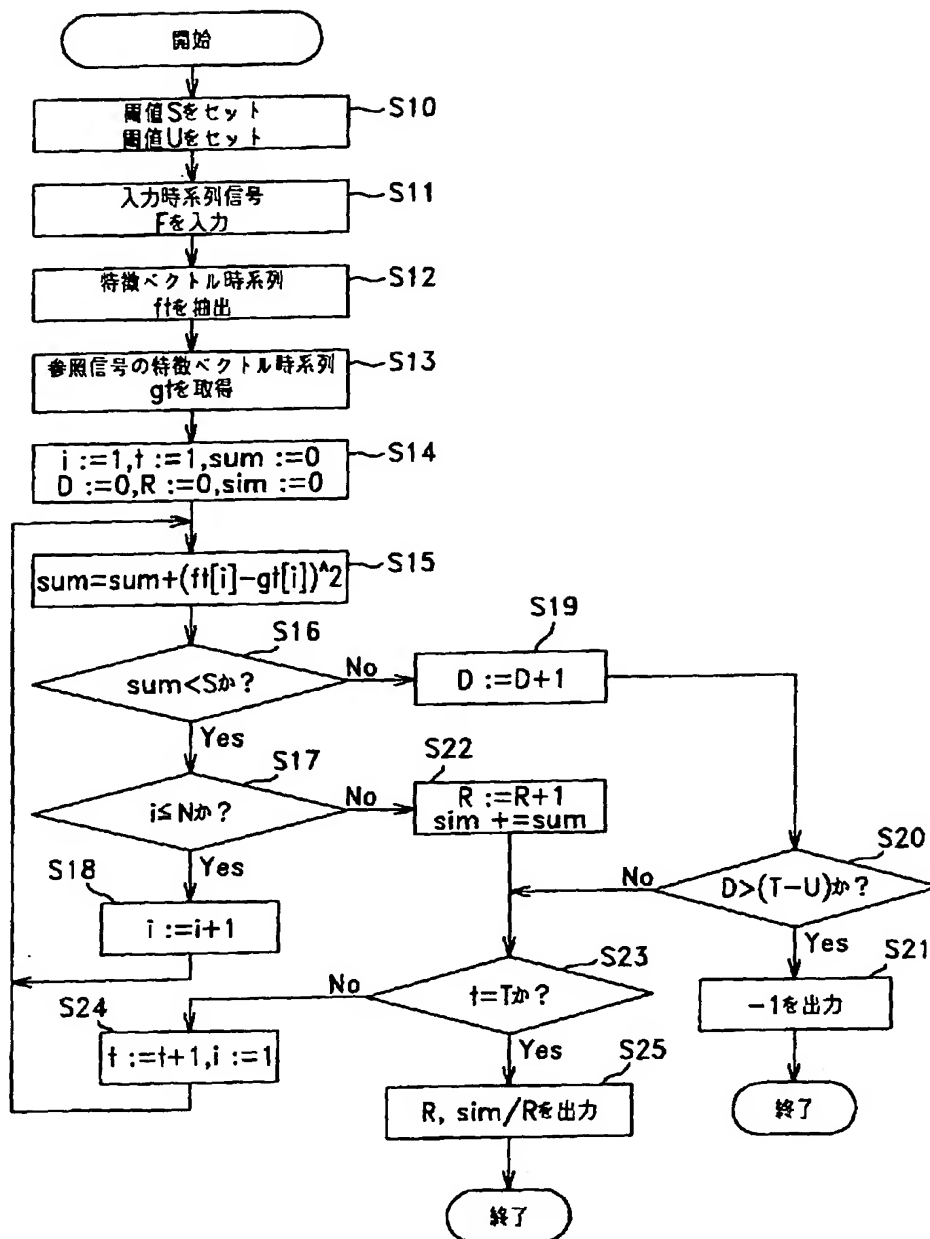 開始
閾値Sをセット
閾値Uをセット
S10
入力時系列信号
Fを入力
S11
特徴ベクトル時系列
ftを抽出
S12
参照信号の特徴ベクトル時系列
gtを取得
S13
i :=1,t :=1,sum :=0
D :=0,R :=0,sim :=0
S14
sum=sum+(ft[i]-gt[i])^2
S15
S16
sum<Sか?
No
Yes
S19
D :=D+1
S17
i≦Nか?
No
Yes
S22
R :=R+1
sim +=sum
S20
D>(T-U)か?
No
Yes
S18
i :=i+1
S21
-1を出力
終了
S23
t=Tか?
No
Yes
S24
t :=t+1,i :=1
S25
R, sim/Rを出力
終了